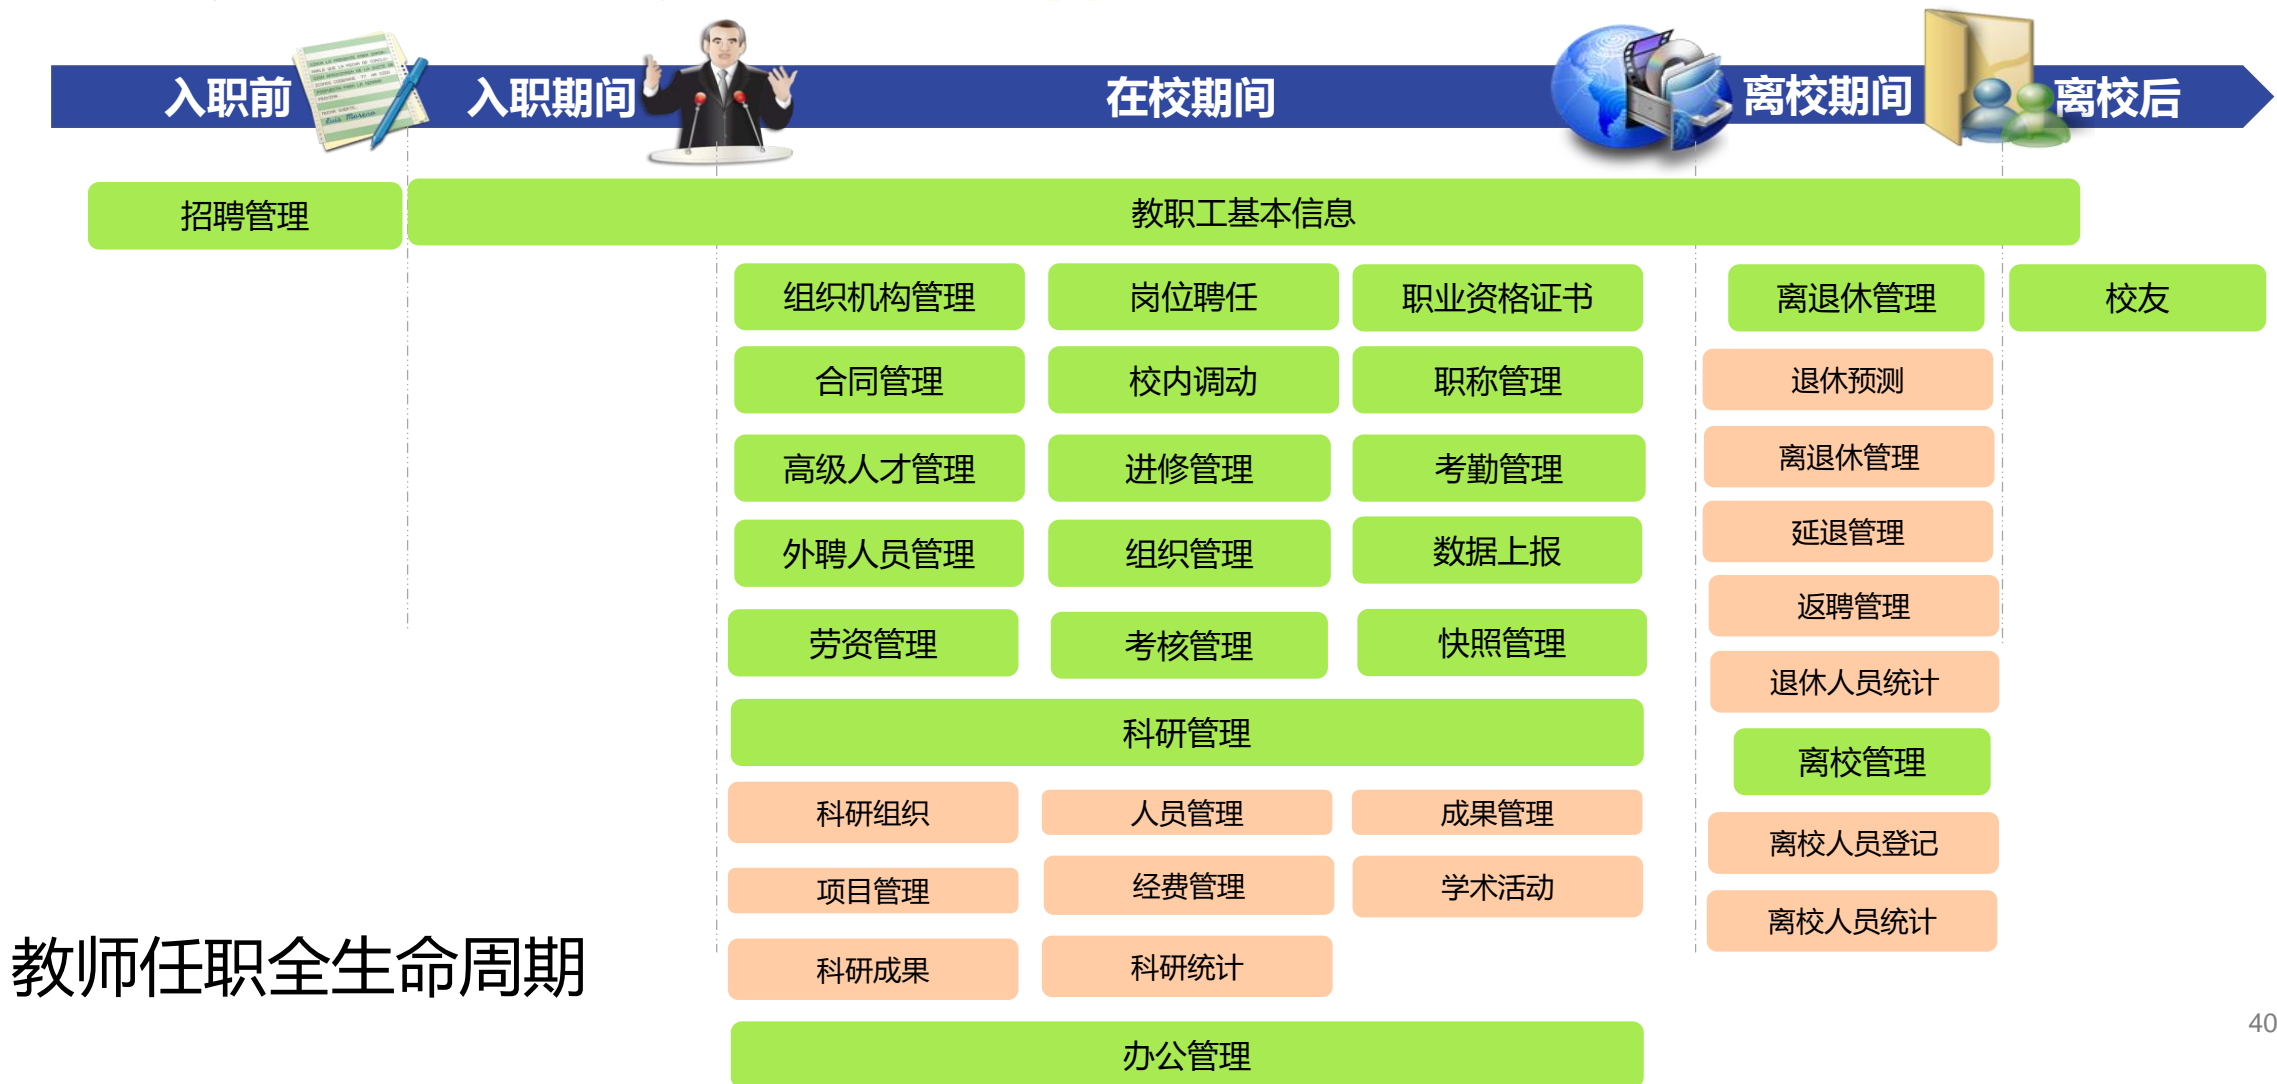 入职前
入职期间
在校期间
离校期间
离校后
招聘管理
教职工基本信息
组织机构管理
岗位聘任
职业资格证书
离退休管理
校友
合同管理
校内调动
职称管理
退休预测
高级人才管理
进修管理
考勤管理
离退休管理
外聘人员管理
组织管理
数据上报
延退管理
劳资管理
考核管理
快照管理
返聘管理
退休人员统计
科研管理
离校管理
科研组织
人员管理
成果管理
离校人员登记
项目管理
经费管理
学术活动
离校人员统计
科研成果
科研统计
教师任职全生命周期
办公管理
40